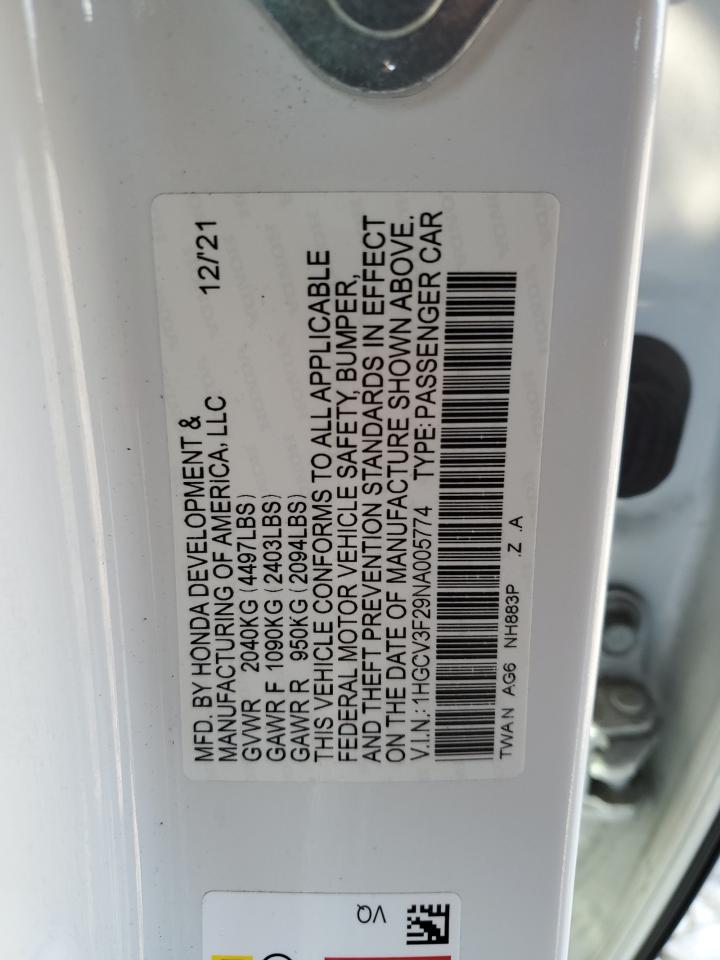 MFD. BY HONDA DEVELOPMENT & 12/'21
MANUFACTURING OF AMERICA, LLC
GVWR 2040KG (4497LBS)
GAWR F 1090KG (2403LBS)
GAWR R 950KG (2094LBS)
THIS VEHICLE CONFORMS TO ALL APPLICABLE
FEDERAL MOTOR VEHICLE SAFETY, BUMPER,
AND THEFT PREVENTION STANDARDS IN EFFECT
ON THE DATE OF MANUFACTURE SHOWN ABOVE.
V.I.N.: 1HGCV3F29NA005774 TYPE: PASSENGER CAR
TWA N AG6 NH883P .Z .A
VQ